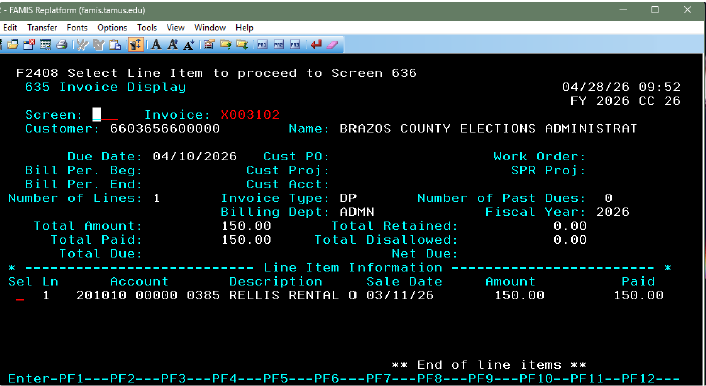 - FAMIS Replatform (famis.tamus.edu)
Edit Transfer Fonts Options Tools View Window Help
F2408 Select Line Item to proceed to Screen 636
635 Invoice Display 04/28/26 09:52
FY 2026 CC 26
Screen: Invoice: X003102
Customer: 6603656600000 Name: BRAZOS COUNTY ELECTIONS ADMINISTRAT
Due Date: 04/10/2026 Cust PO: Work Order:
Bill Per. Beg: Cust Proj: SPR Proj:
Bill Per. End: Cust Acct:
Number of Lines: 1 Invoice Type: DP Number of Past Dues: 0
Billing Dept: ADMN Fiscal Year: 2026
Total Amount: 150.00 Total Retained: 0.00
Total Paid: 150.00 Total Disallowed: 0.00
Total Due: Net Due:
* --------------------------- Line Item Information ------------------------ *
Sel Ln Account Description Sale Date Amount Paid
_ 1 201010 00000 0385 RELLIS RENTAL O 03/11/26 150.00 150.00
** End of line items **
Enter-PF1---PF2---PF3---PF4---PF5---PF6---PF7---PF8---PF9---PF10--PF11--PF12---